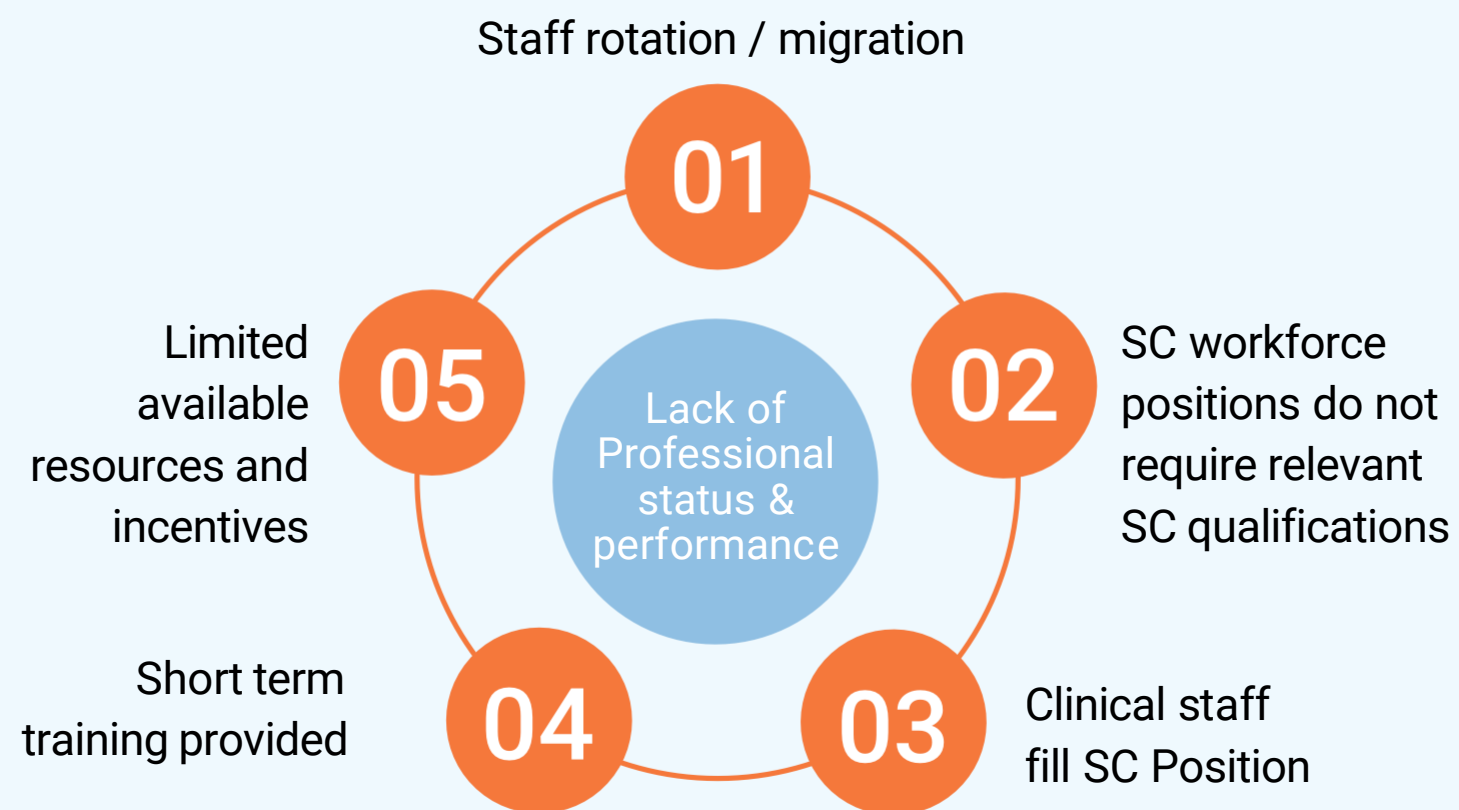 Staff rotation / migration
01
02
SC workforce
positions do not
require relevant
SC qualifications
03
Clinical staff
fill SC Position
04
Short term
training provided
05
Limited
available
resources and
incentives
Lack of
Professional
status &
performance